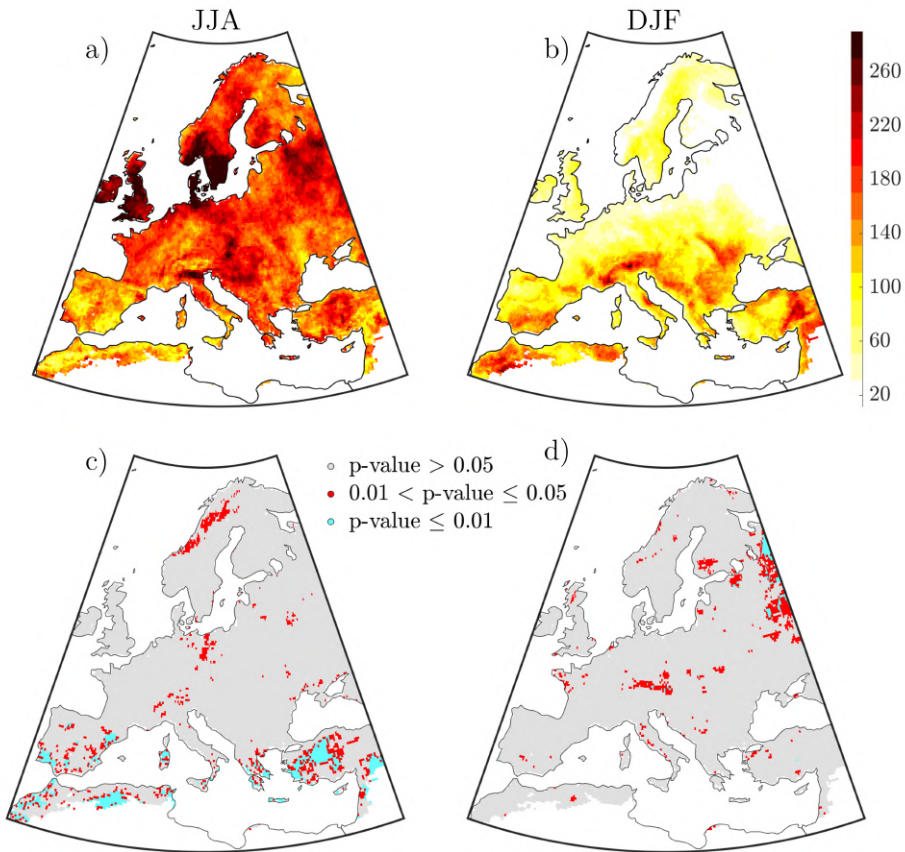 JJA
DJF
a)
b)
260
220
180
140
100
60
20
c)
p-value > 0.05
0.01 < p-value ≤ 0.05
p-value ≤ 0.01
d)